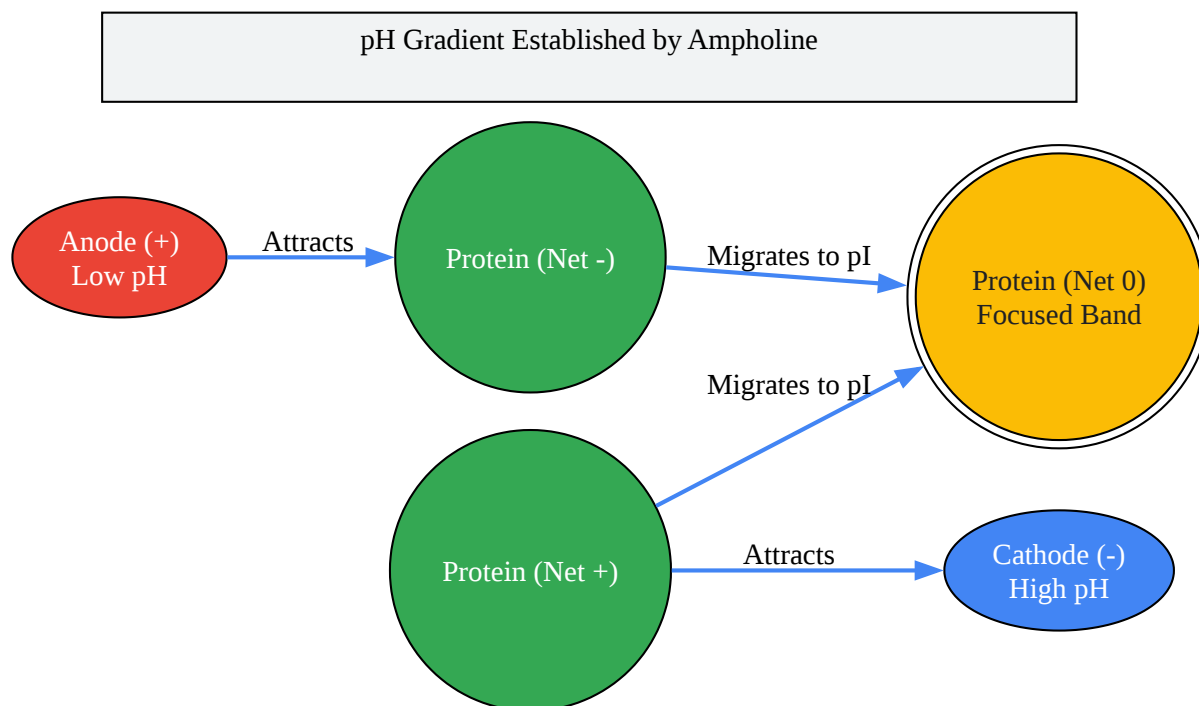 pH Gradient Established by Ampholine
Anode (+)
Low pH
Attracts
Protein (Net -)
Migrates to pI
Protein (Net 0)
Focused Band
Migrates to pI
Protein (Net +)
Attracts
Cathode (-)
High pH